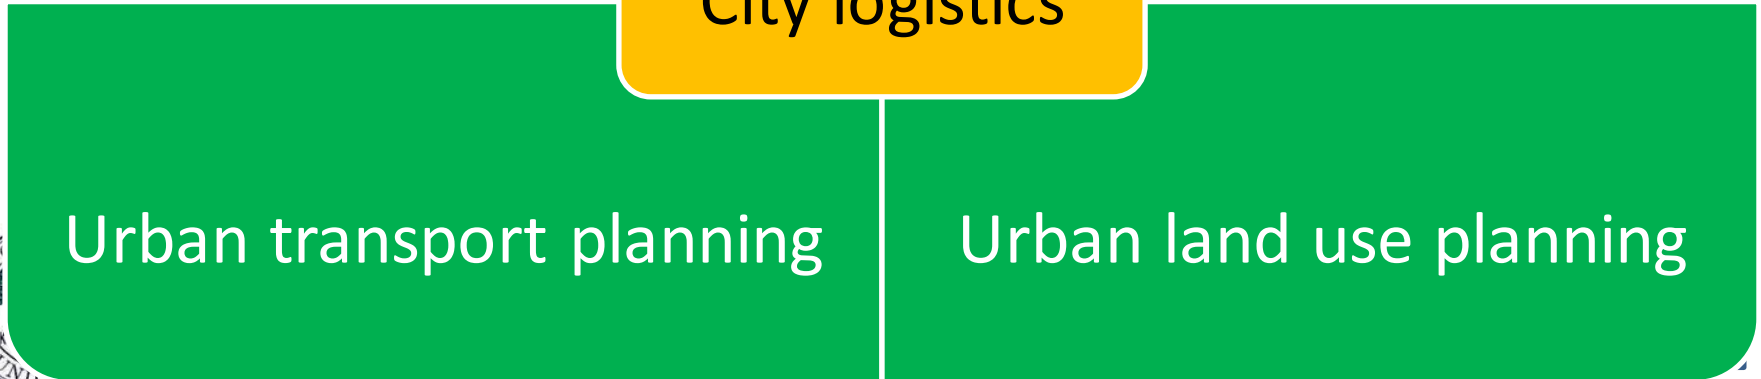 City logistics
Urban transport planning
Urban land use planning